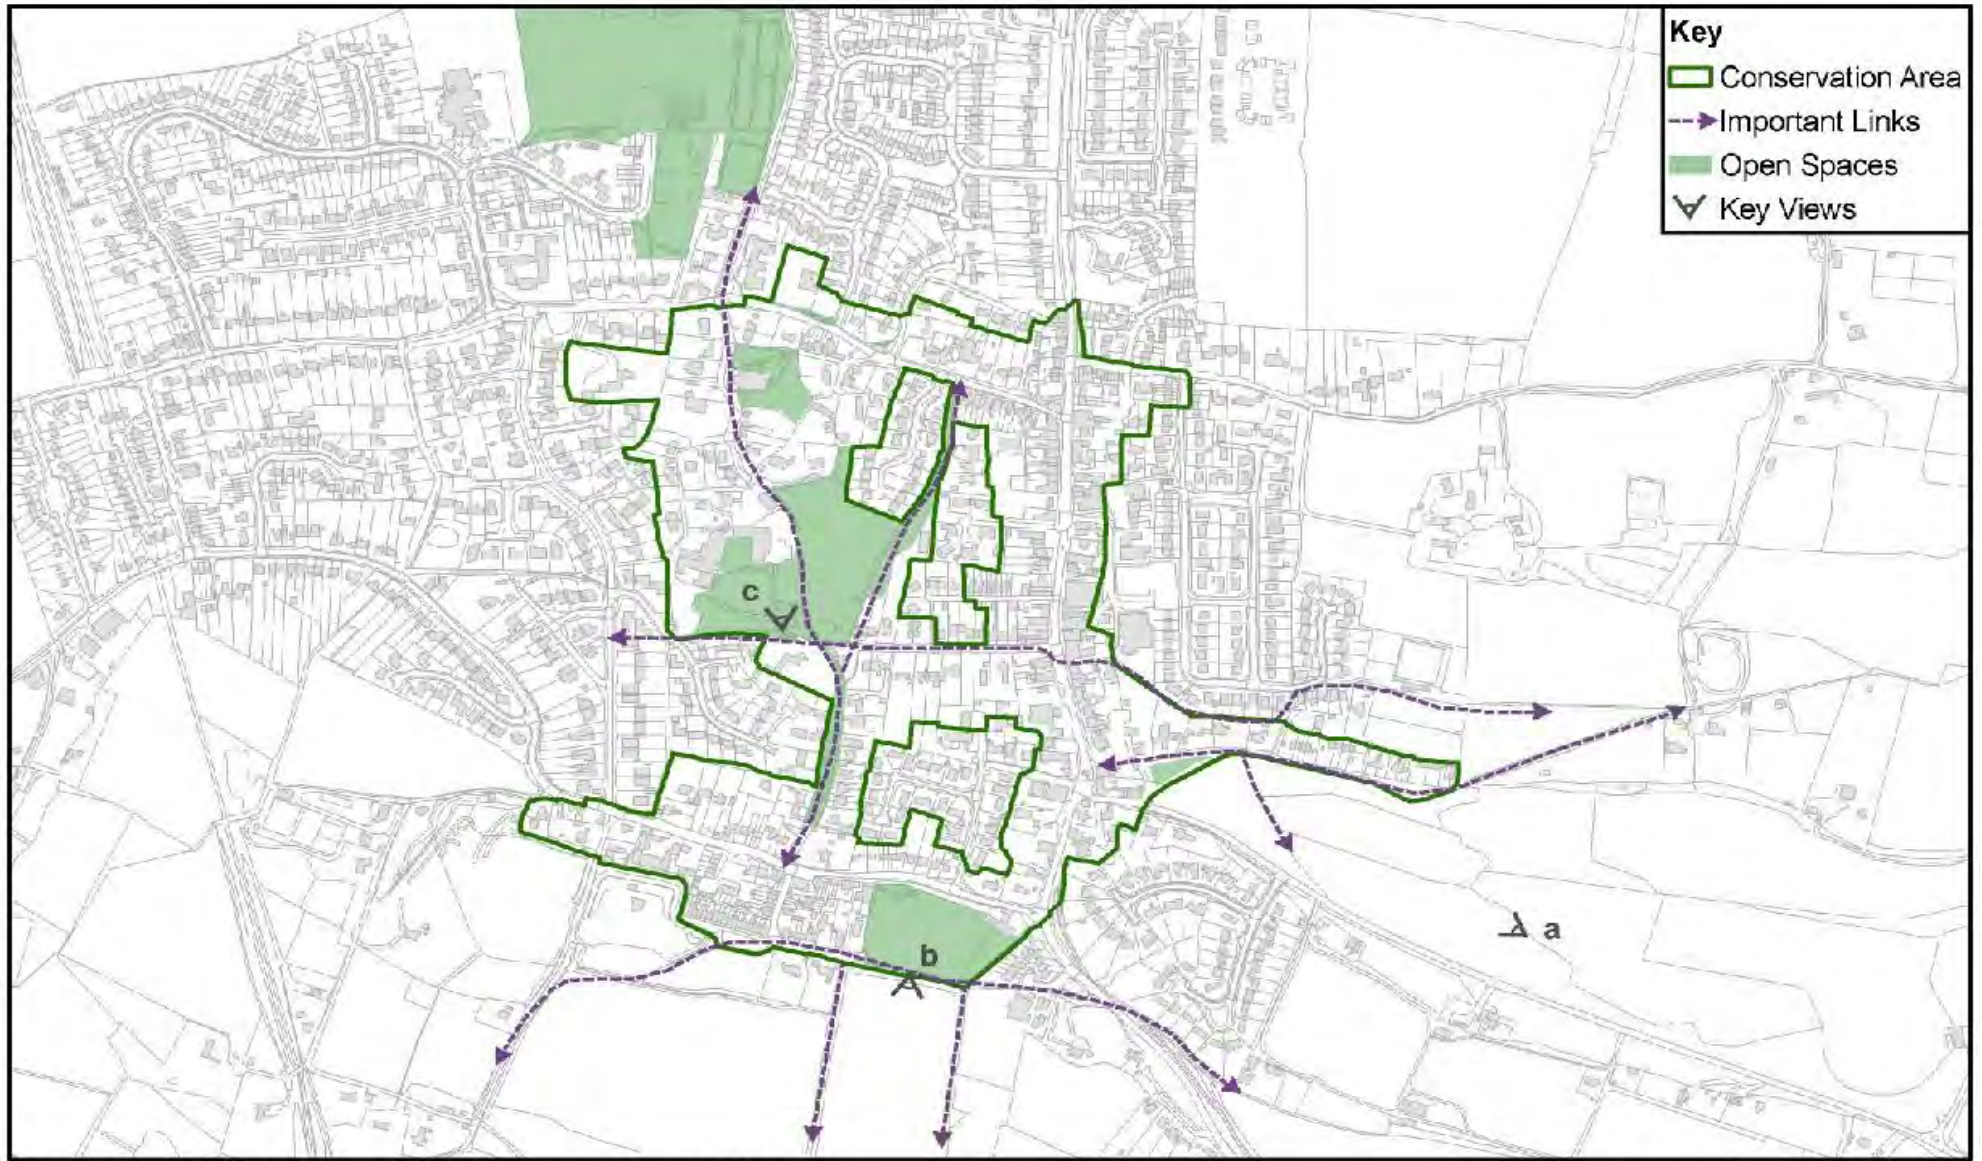 Key
Conservation Area
Important Links
Open Spaces
Key Views
c
a
b